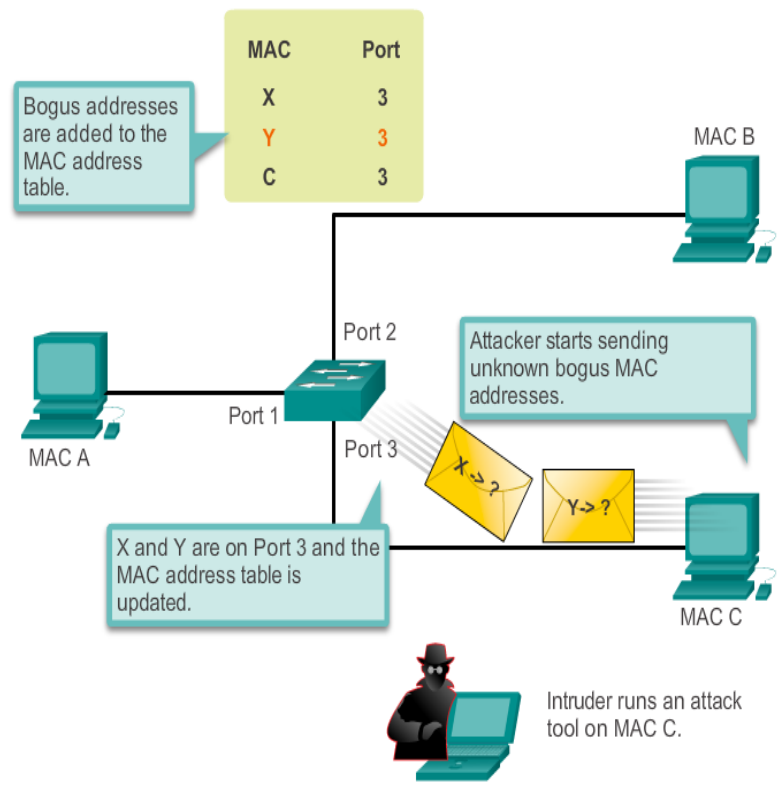 MAC Port
X 3
Y 3
C 3
Bogus addresses
are added to the
MAC address
table.
MAC B
Port 2
Attacker starts sending
unknown bogus MAC
addresses.
Port 1
MAC A
Port 3
X -> ?
Y-> ?
X and Y are on Port 3 and the
MAC address table is
updated.
MAC C
Intruder runs an attack
tool on MAC C.